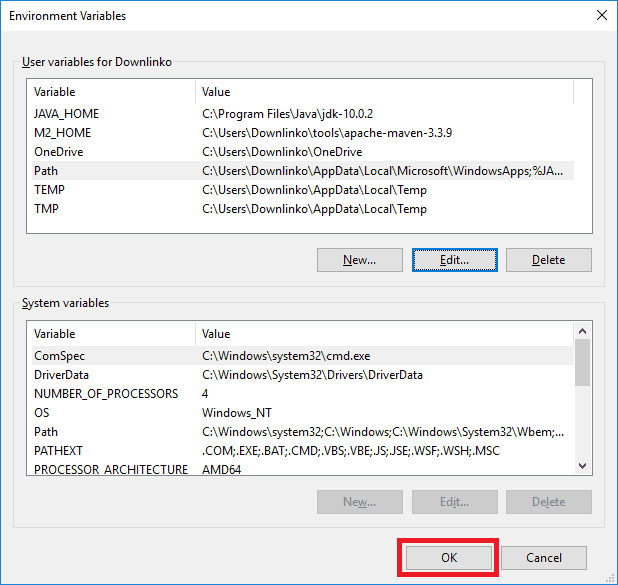 Environment Variables
User variables for Downlinko
Variable Value
JAVA_HOME C:\Program Files\Java\jdk-10.0.2
M2_HOME C:\Users\Downlinko\tools\apache-maven-3.3.9
OneDrive C:\Users\Downlinko\OneDrive
Path C:\Users\Downlinko\AppData\Local\Microsoft\WindowsApps;%JA...
TEMP C:\Users\Downlinko\AppData\Local\Temp
TMP C:\Users\Downlinko\AppData\Local\Temp
New... Edit... Delete
System variables
Variable Value
ComSpec C:\Windows\system32\cmd.exe
DriverData C:\Windows\System32\Drivers\DriverData
NUMBER_OF_PROCESSORS 4
OS Windows_NT
Path C:\Windows\system32;C:\Windows;C:\Windows\System32\Wbem;...
PATHEXT .COM;.EXE;.BAT;.CMD;.VBS;.VBE;.JS;.JSE;.WSF;.WSH;.MSC
PROCESSOR_ARCHITECTURE AMD64
New... Edit... Delete
OK Cancel